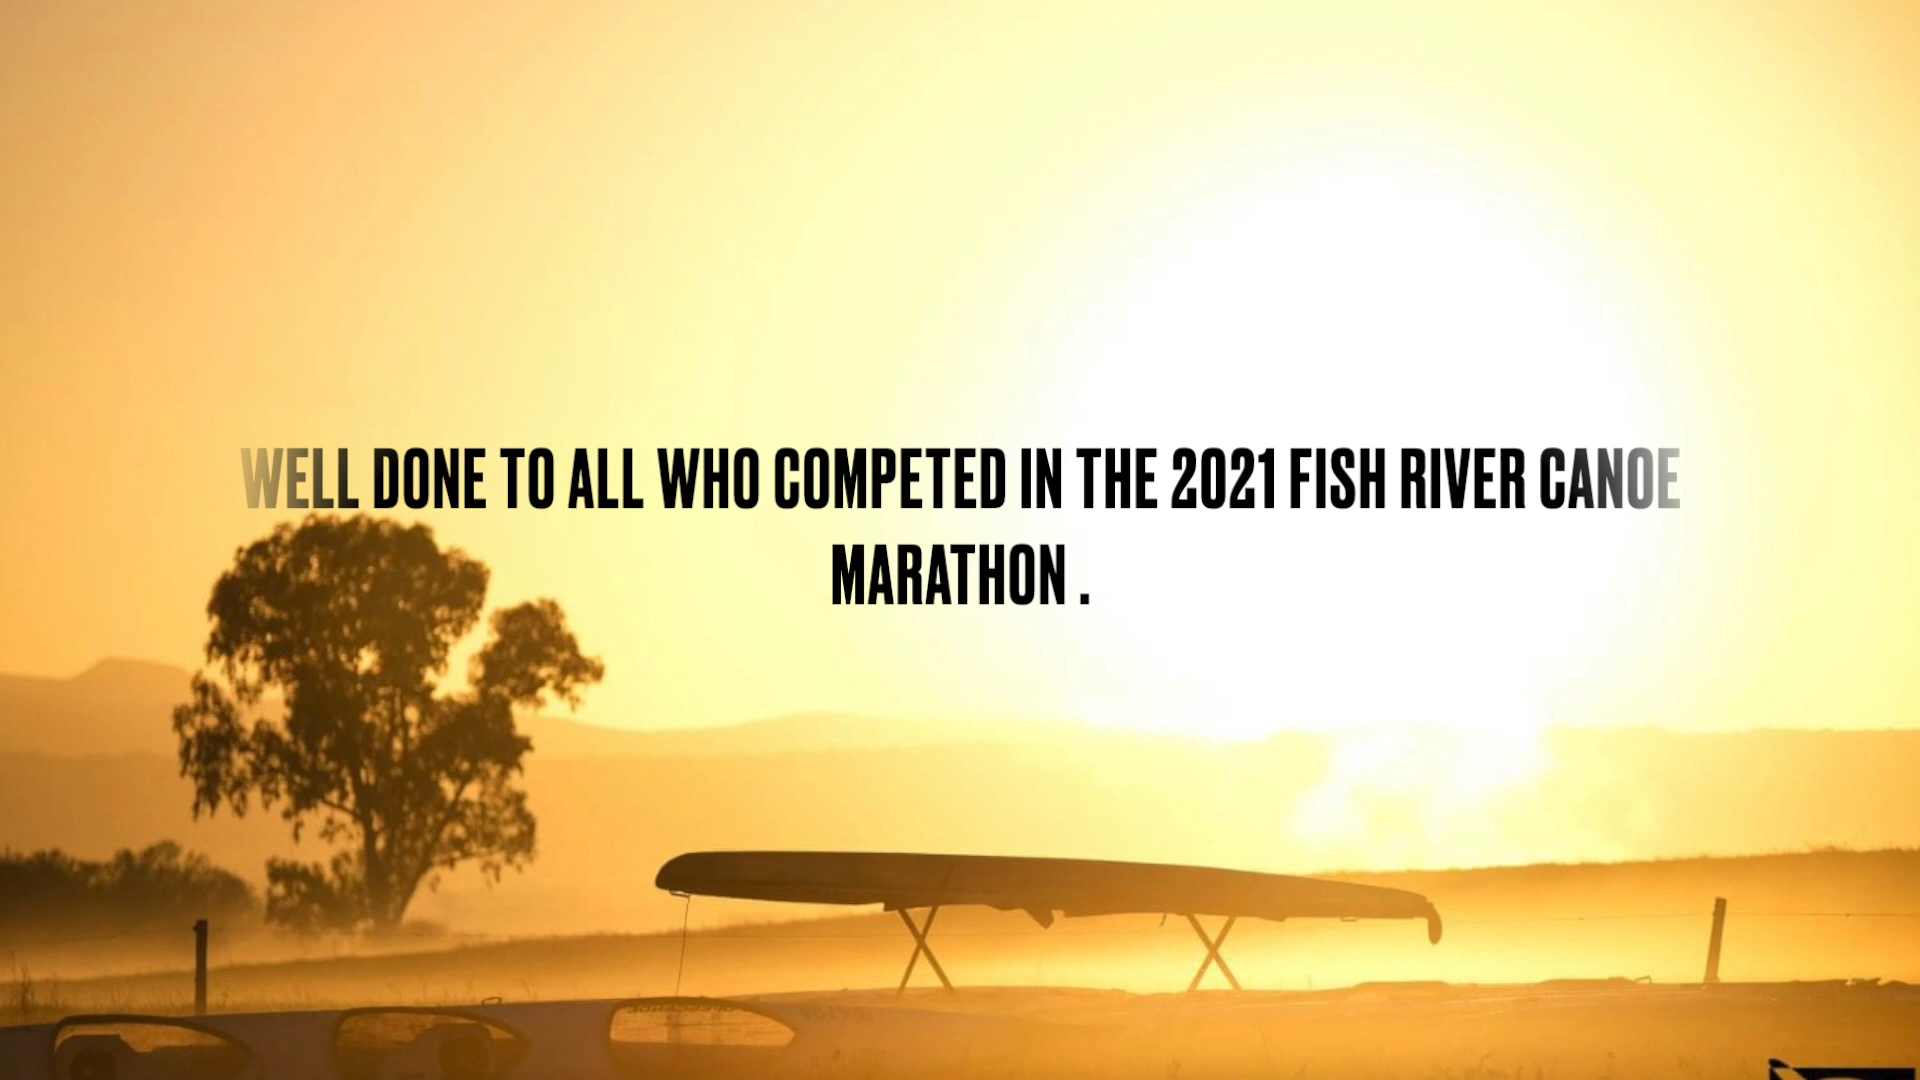 WELL DONE TO ALL WHO COMPETED IN THE 2021 FISH RIVER CANOE
MARATHON .